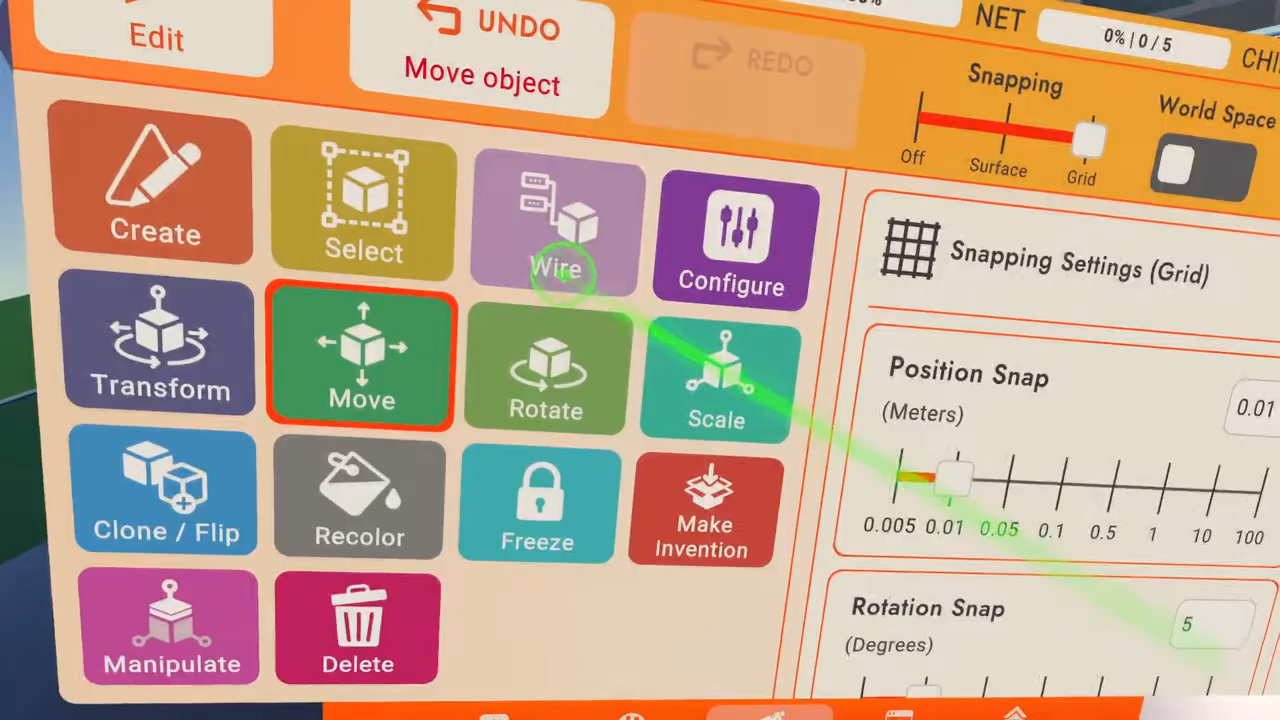 Edit
UNDO
Move object
REDO
NET
0% | 0 / 5
Snapping
Off
Surface
Grid
World Space
Create
Select
Wire
Configure
Transform
Move
Rotate
Scale
Clone / Flip
Recolor
Freeze
Make
Invention
Manipulate
Delete
Snapping Settings (Grid)
Position Snap
(Meters)
0.01
0.005 0.01 0.05 0.1 0.5 1 10 100
Rotation Snap
(Degrees)
5